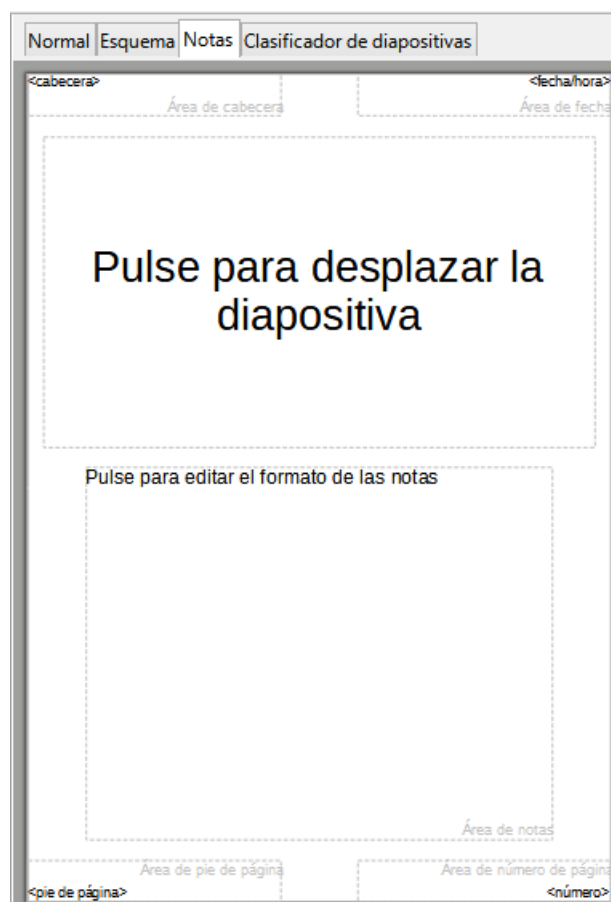 Normal Esquema Notas Clasificador de diapositivas
<cabecera> <fecha/hora>
Área de cabecera Área de fecha
Pulse para desplazar la
diapositiva
Pulse para editar el formato de las notas
Área de notas
Área de pie de página Área de número de página
<pie de página> <número>